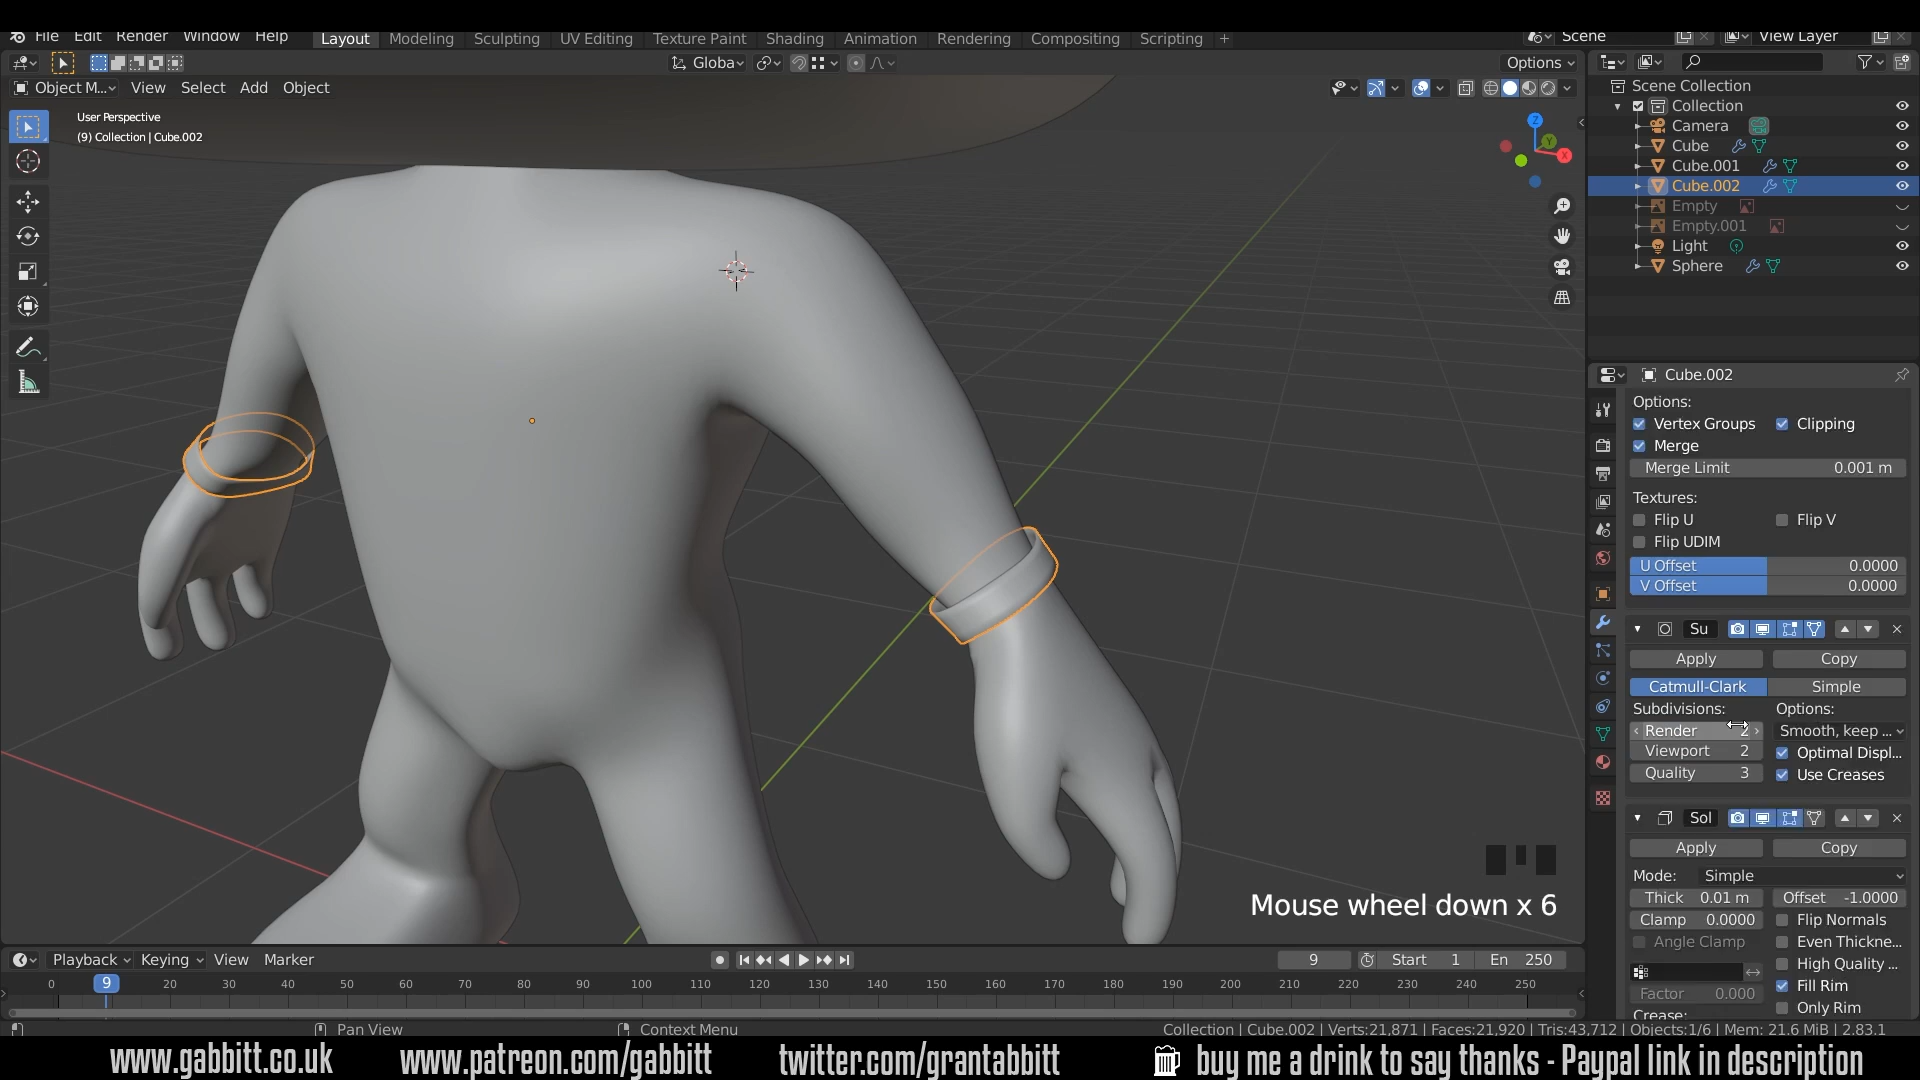 File Edit Render Window Help Layout Modeling Sculpting UV Editing Texture Paint Shading Animation Rendering Compositing Scripting + Scene View Layer
Globa Options
Object M... View Select Add Object
User Perspective
(9) Collection | Cube.002
Z
Y
X
Scene Collection
Collection
Camera
Cube
Cube.001
Cube.002
Empty
Empty.001
Light
Sphere
Cube.002
Options:
Vertex Groups Clipping
Merge
Merge Limit 0.001 m
Textures:
Flip U Flip V
Flip UDIM
U Offset 0.0000
V Offset 0.0000
Su
Apply Copy
Catmull-Clark Simple
Subdivisions: Options:
Render 2 Smooth, keep ...
Viewport 2 Optimal Displ...
Quality 3 Use Creases
Sol
Apply Copy
Mode: Simple
Thick 0.01 m Offset -1.0000
Clamp 0.0000 Flip Normals
Angle Clamp Even Thickne...
High Quality ...
Fill Rim
Factor 0.000
Only Rim
Crease:
Mouse wheel down x 6
Playback Keying View Marker 9 Start 1 En 250
0 9 20 30 40 50 60 70 80 90 100 110 120 130 140 150 160 170 180 190 200 210 220 230 240 250
Pan View Context Menu Collection | Cube.002 | Verts:21,871 | Faces:21,920 | Tris:43,712 | Objects:1/6 | Mem: 21.6 MiB | 2.83.1
www.gabbitt.co.uk www.patreon.com/gabbitt twitter.com/grantabbitt buy me a drink to say thanks - Paypal link in description